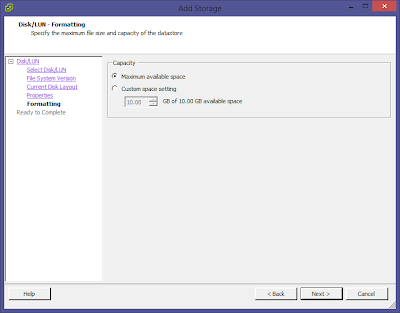 Add Storage
Disk/LUN - Formatting
Specify the maximum file size and capacity of the datastore
Disk/LUN
Select Disk/LUN
File System Version
Current Disk Layout
Properties
Formatting
Ready to Complete
Capacity
Maximum available space
Custom space setting
10.00 GB of 10.00 GB available space
Help
< Back
Next >
Cancel